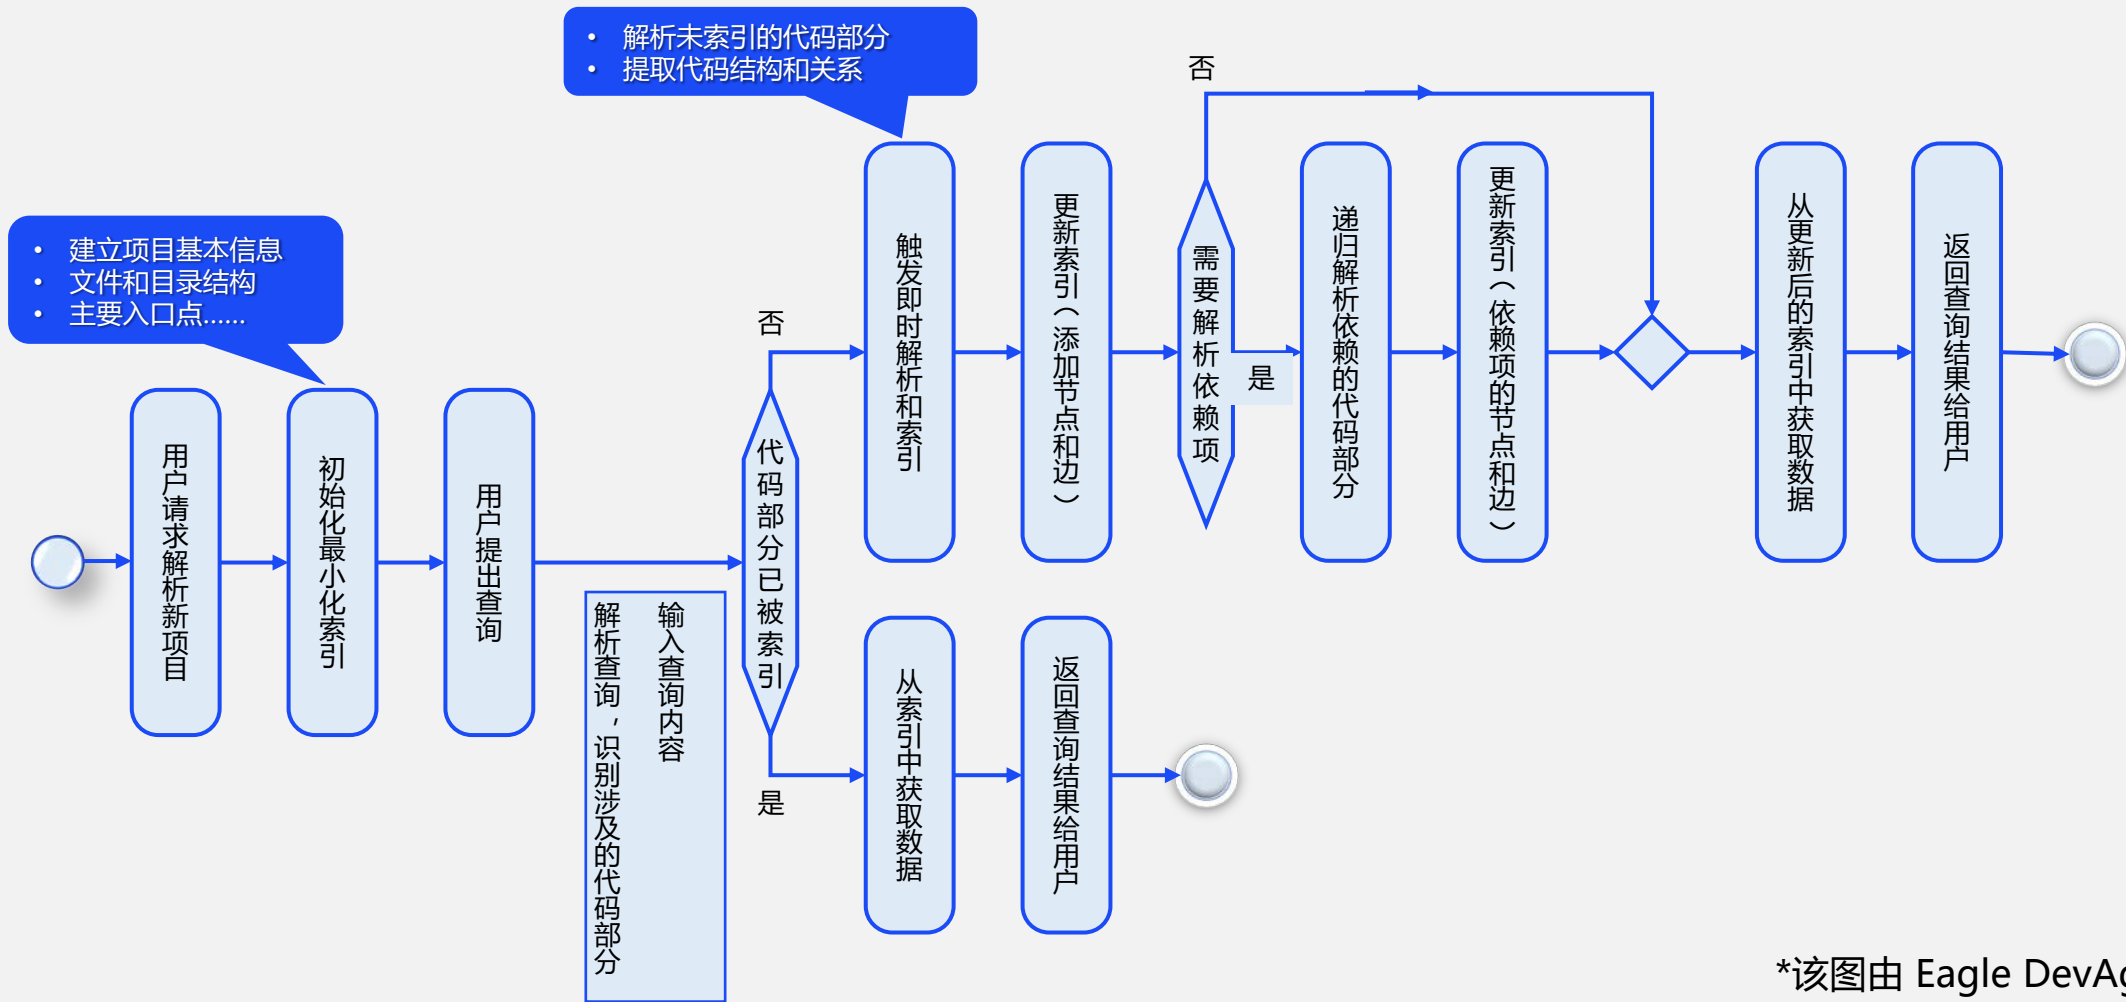 • 解析未索引的代码部分
• 提取代码结构和关系
• 建立项目基本信息
• 文件和目录结构
• 主要入口点……
用户请求解析新项目
初始化最小化索引
用户提出查询
输入查询内容
解析查询，识别涉及的代码部分
代码部分已被索引
否
触发即时解析和索引
更新索引（添加节点和边）
需要解析依赖项
否
是
递归解析依赖的代码部分
更新索引（依赖项的节点和边）
从更新后的索引中获取数据
返回查询结果给用户
是
从索引中获取数据
返回查询结果给用户
*该图由 Eagle DevAg